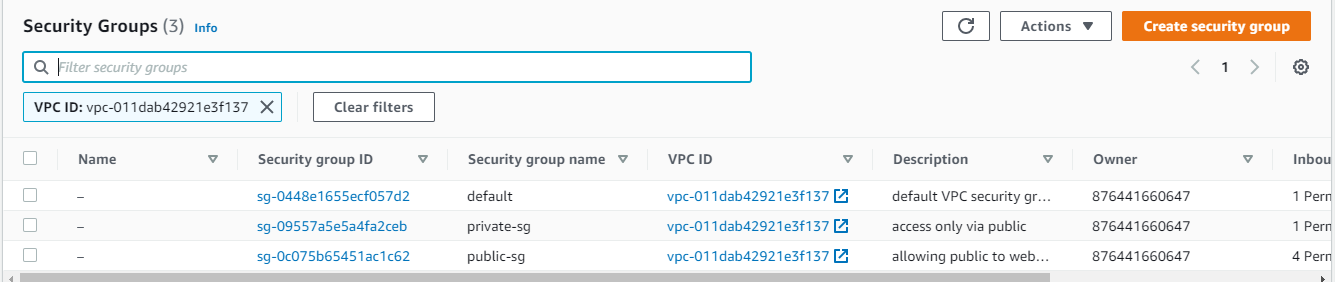 Security Groups (3) Info Actions Create security group
Filter security groups 1
VPC ID: vpc-011dab42921e3f137 Clear filters
Name Security group ID Security group name VPC ID Description Owner Inbou
– sg-0448e1655ecf057d2 default vpc-011dab42921e3f137 default VPC security gr... 876441660647 1 Perm
– sg-09557a5e5a4fa2ceb private-sg vpc-011dab42921e3f137 access only via public 876441660647 1 Perm
– sg-0c075b65451ac1c62 public-sg vpc-011dab42921e3f137 allowing public to web... 876441660647 4 Perm